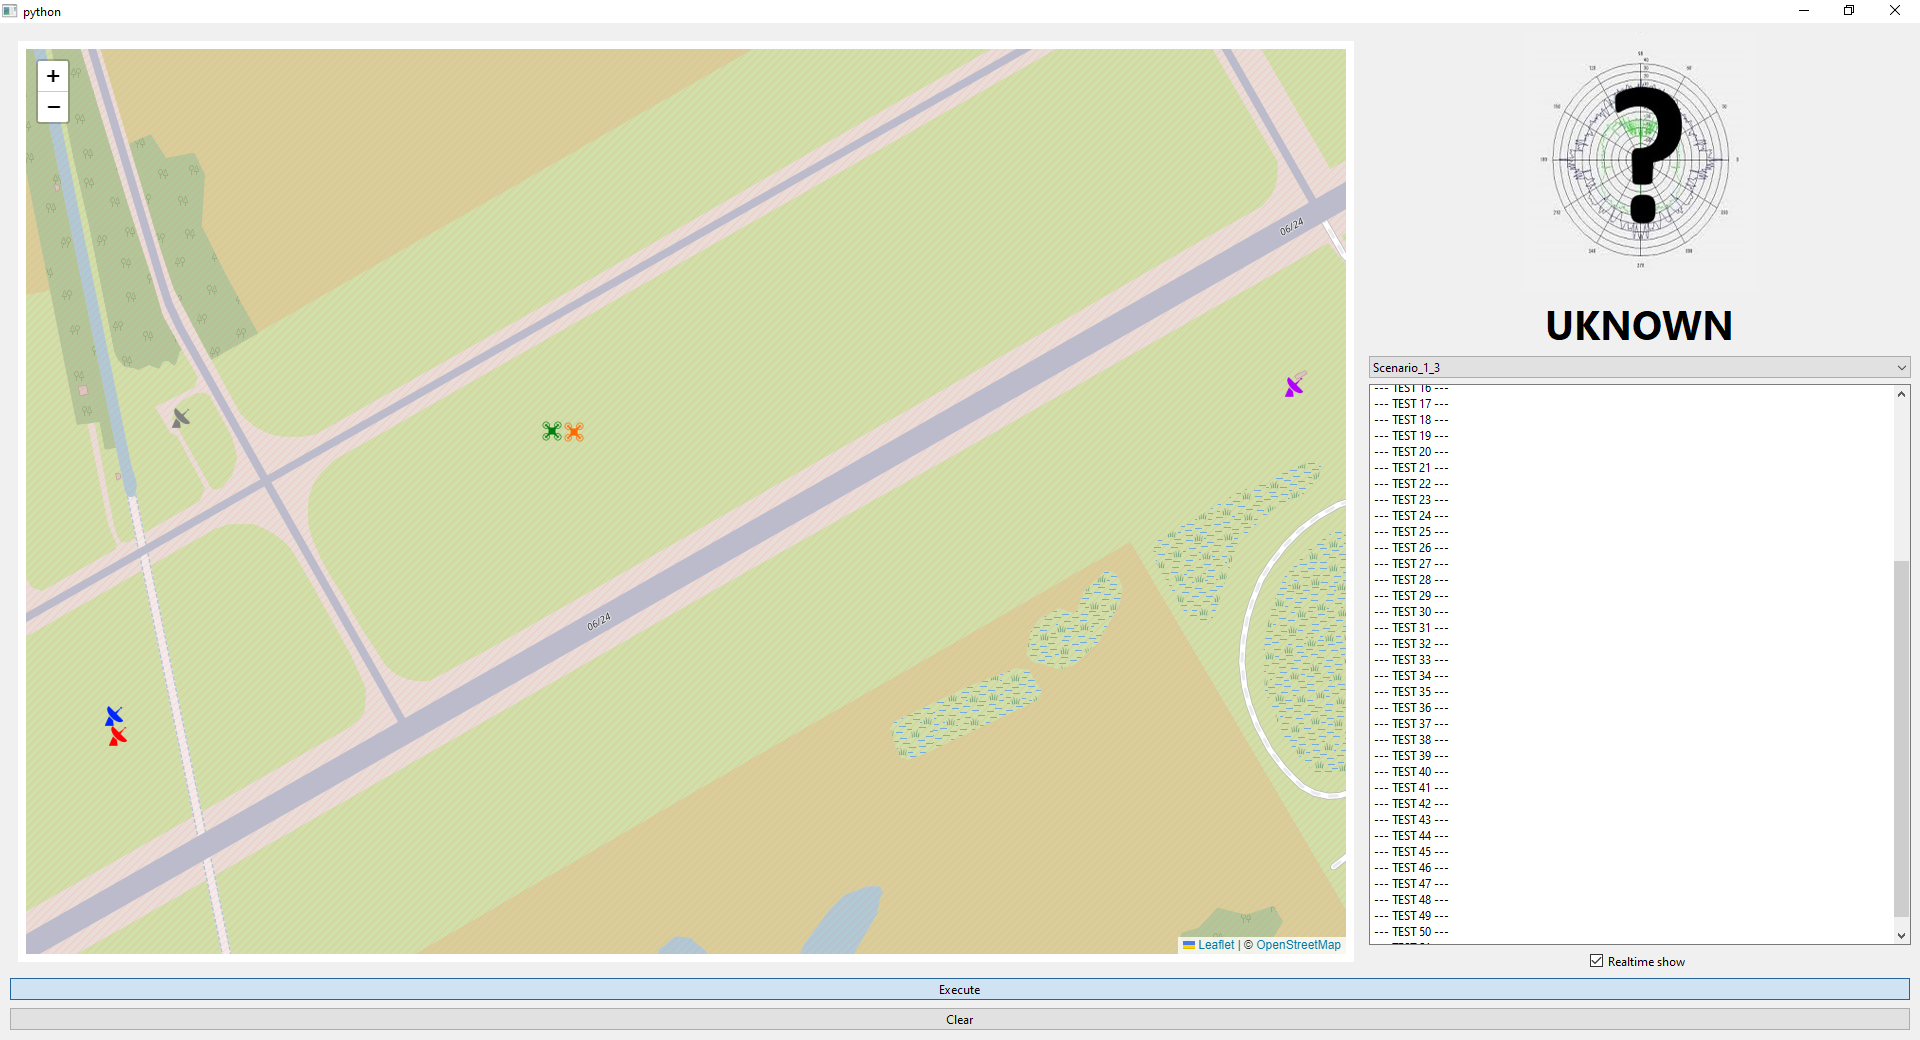 python
+
−
06/24
06/24
Leaflet | © OpenStreetMap
UKNOWN
Scenario_1_3
--- TEST 16 ---
--- TEST 17 ---
--- TEST 18 ---
--- TEST 19 ---
--- TEST 20 ---
--- TEST 21 ---
--- TEST 22 ---
--- TEST 23 ---
--- TEST 24 ---
--- TEST 25 ---
--- TEST 26 ---
--- TEST 27 ---
--- TEST 28 ---
--- TEST 29 ---
--- TEST 30 ---
--- TEST 31 ---
--- TEST 32 ---
--- TEST 33 ---
--- TEST 34 ---
--- TEST 35 ---
--- TEST 36 ---
--- TEST 37 ---
--- TEST 38 ---
--- TEST 39 ---
--- TEST 40 ---
--- TEST 41 ---
--- TEST 42 ---
--- TEST 43 ---
--- TEST 44 ---
--- TEST 45 ---
--- TEST 46 ---
--- TEST 47 ---
--- TEST 48 ---
--- TEST 49 ---
--- TEST 50 ---
Realtime show
Execute
Clear